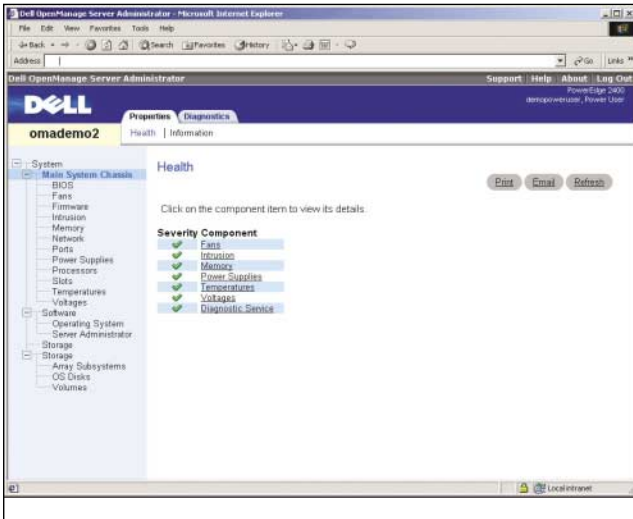 Dell OpenManage Server Administrator - Microsoft Internet Explorer
File Edit View Favorites Tools Help
Back Search Favorites History
Address Go Links »
Dell OpenManage Server Administrator Support Help About Log Out
PowerEdge 2400
demopoweruser, Power User
DELL
Properties Diagnostics
omademo2 Health | Information
System
Main System Chassis
BIOS
Fans
Firmware
Intrusion
Memory
Network
Ports
Power Supplies
Processors
Slots
Temperatures
Voltages
Software
Operating System
Server Administrator
Storage
Storage
Array Subsystems
OS Disks
Volumes
Health
Print Email Refresh
Click on the component item to view its details.
Severity Component
Fans
Intrusion
Memory
Power Supplies
Temperatures
Voltages
Diagnostic Service
Local intranet